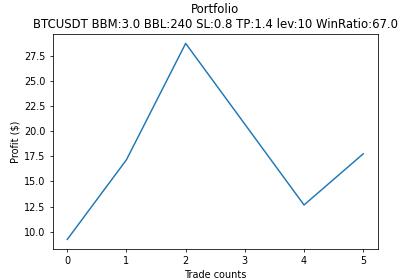 Portfolio
BTCUSDT BBM:3.0 BBL:240 SL:0.8 TP:1.4 lev:10 WinRatio:67.0
Profit ($)
27.5
25.0
22.5
20.0
17.5
15.0
12.5
10.0
0 1 2 3 4 5
Trade counts